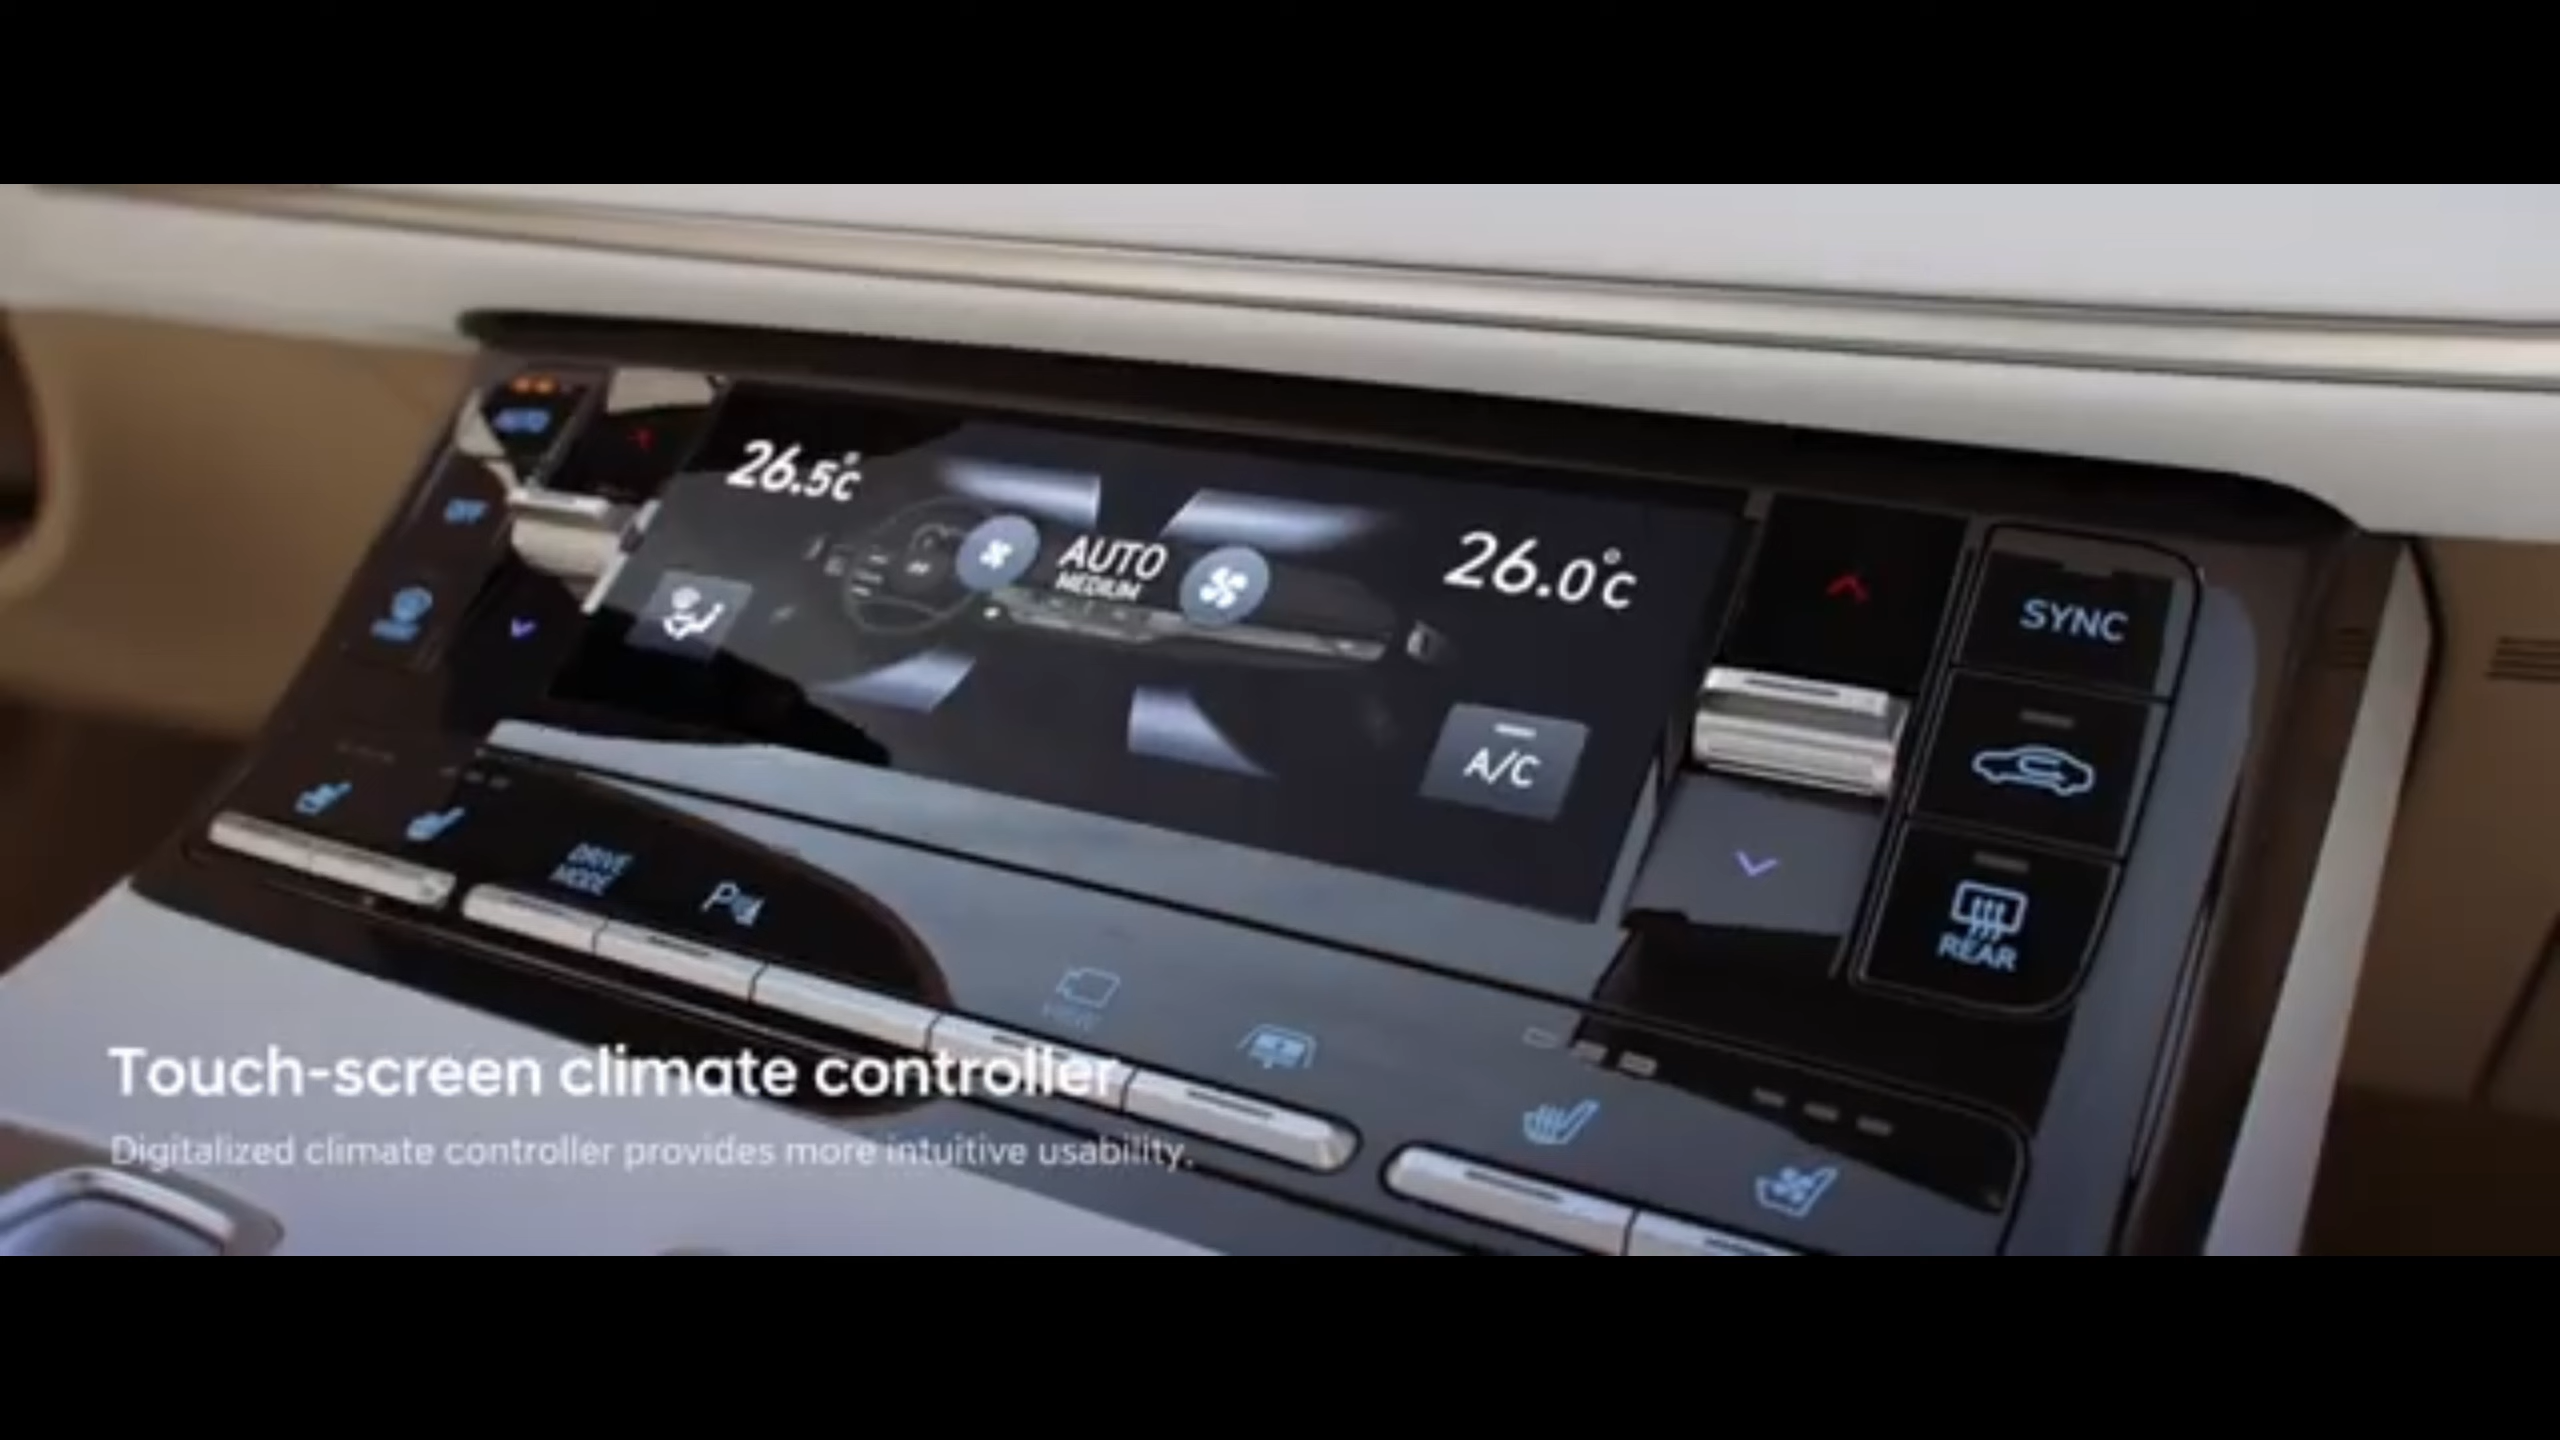 AUTO
26.5°C
OFF
AUTO
MEDIUM
26.0°C
SYNC
A/C
DRIVE
MODE
P
REAR
Touch-screen climate controller
Digitalized climate controller provides more intuitive usability.